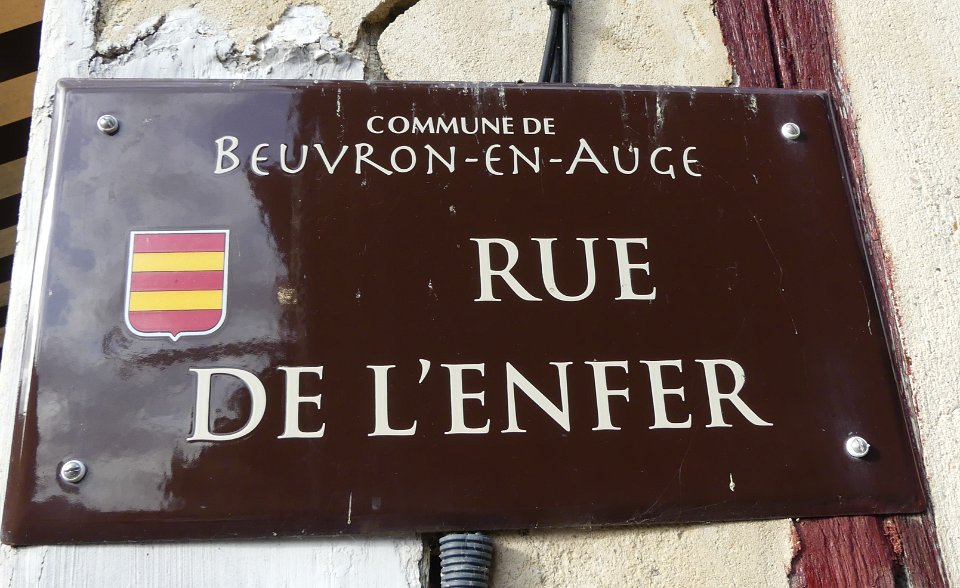 COMMUNE DE
BEUVRON-EN-AUGE
RUE
DE L'ENFER